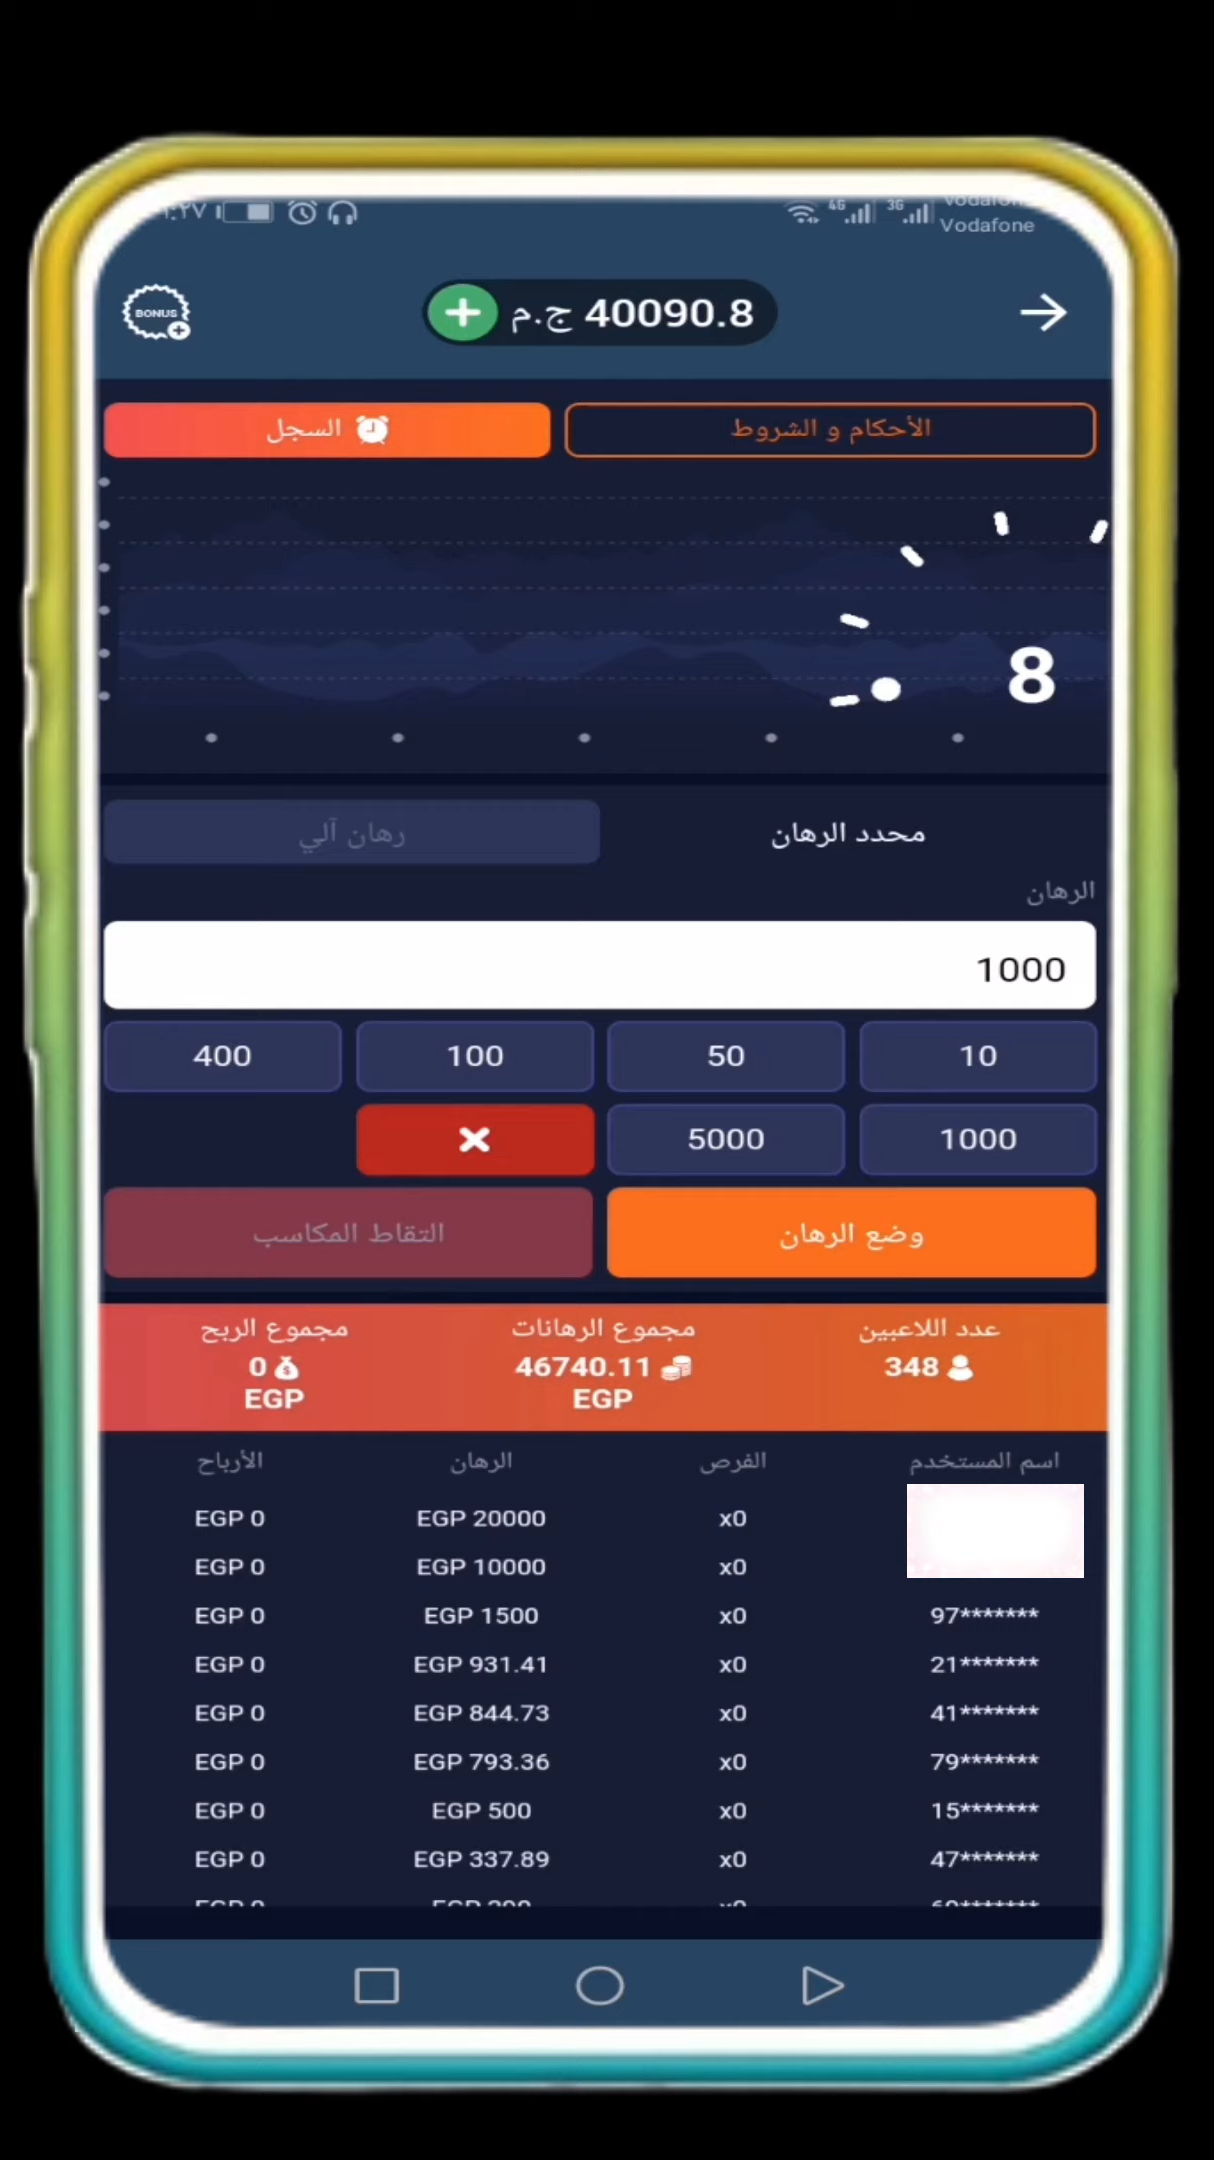 Vodafone
BONUS
40090.8 ج.م
الأحكام و الشروط
السجل
8
محدد الرهان
رهان آلي
الرهان
1000
10
50
100
400
1000
5000
وضع الرهان
التقاط المكاسب
عدد اللاعبين
مجموع الرهانات
مجموع الربح
348
46740.11
EGP
0
EGP
اسم المستخدم الفرص الرهان الأرباح
x0 EGP 20000 EGP 0
x0 EGP 10000 EGP 0
97******* x0 EGP 1500 EGP 0
21******* x0 EGP 931.41 EGP 0
41******* x0 EGP 844.73 EGP 0
79******* x0 EGP 793.36 EGP 0
15******* x0 EGP 500 EGP 0
47******* x0 EGP 337.89 EGP 0